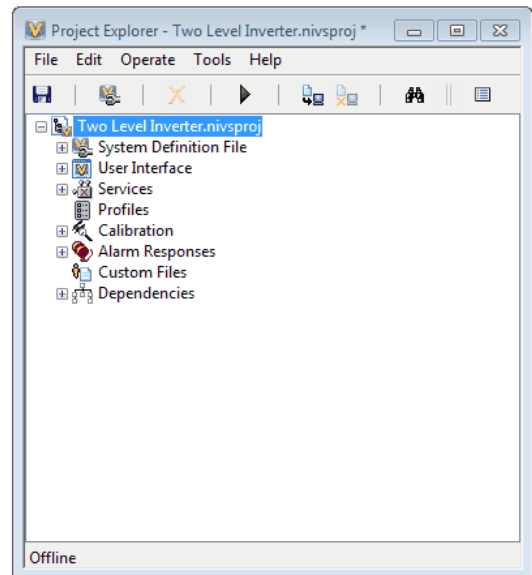 Project Explorer - Two Level Inverter.nivsproj *
File Edit Operate Tools Help
Two Level Inverter.nivsproj
System Definition File
User Interface
Services
Profiles
Calibration
Alarm Responses
Custom Files
Dependencies
Offline